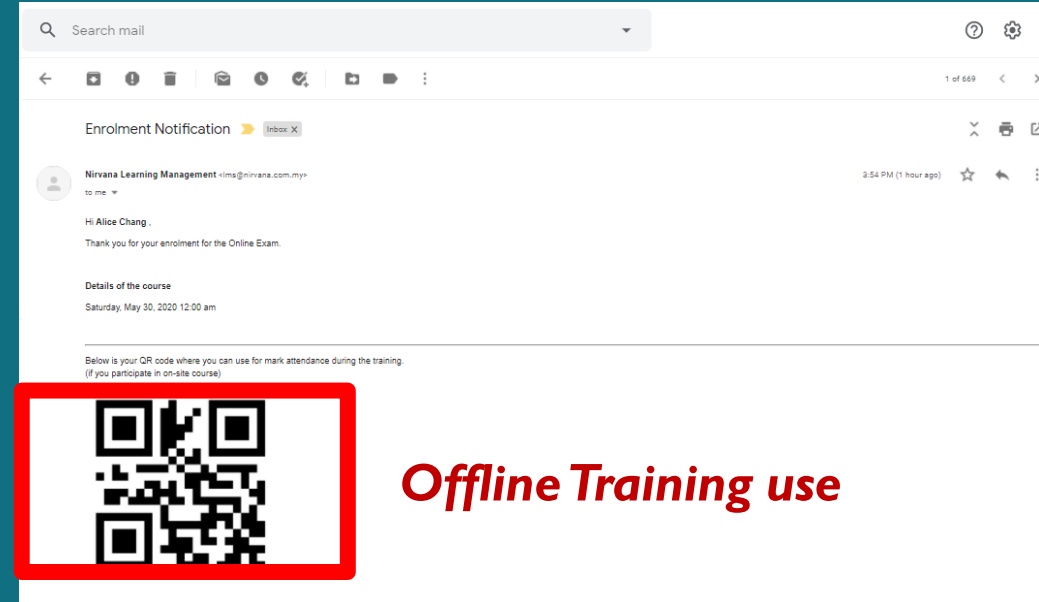 Search mail
1 of 669
Enrolment Notification
Inbox X
Nirvana Learning Management <lms@nirvana.com.my>
3:54 PM (1 hour ago)
to me
Hi Alice Chang ,
Thank you for your enrolment for the Online Exam.
Details of the course
Saturday, May 30, 2020 12:00 am
Below is your QR code where you can use for mark attendance during the training.
(if you participate in on-site course)
Offline Training use